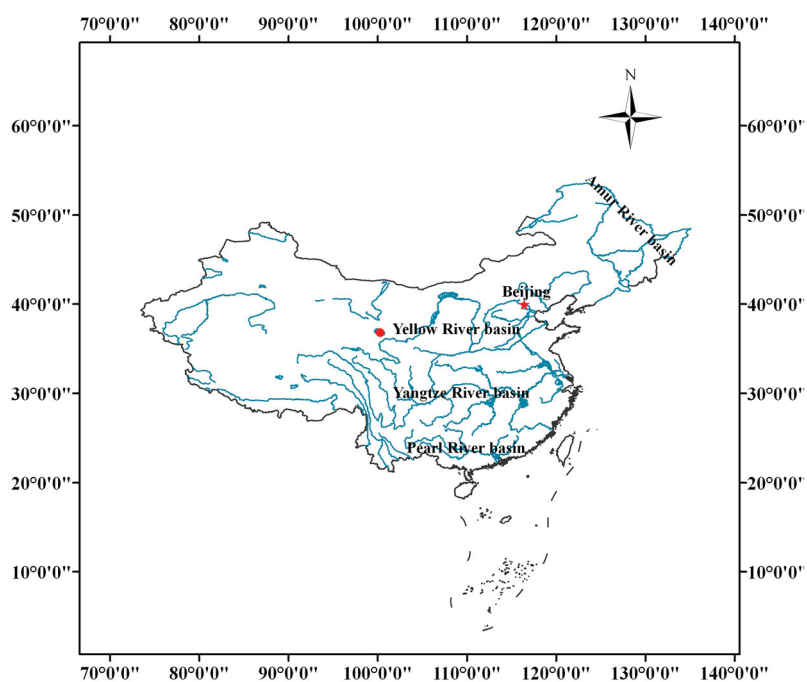 70°0'0" 80°0'0" 90°0'0" 100°0'0" 110°0'0" 120°0'0" 130°0'0" 140°0'0"
N
60°0'0" 60°0'0"
Amur River basin
50°0'0" 50°0'0"
Beijing
40°0'0" 40°0'0"
Yellow River basin
30°0'0" 30°0'0"
Yangtze River basin
Pearl River basin
20°0'0" 20°0'0"
10°0'0" 10°0'0"
70°0'0" 80°0'0" 90°0'0" 100°0'0" 110°0'0" 120°0'0" 130°0'0" 140°0'0"